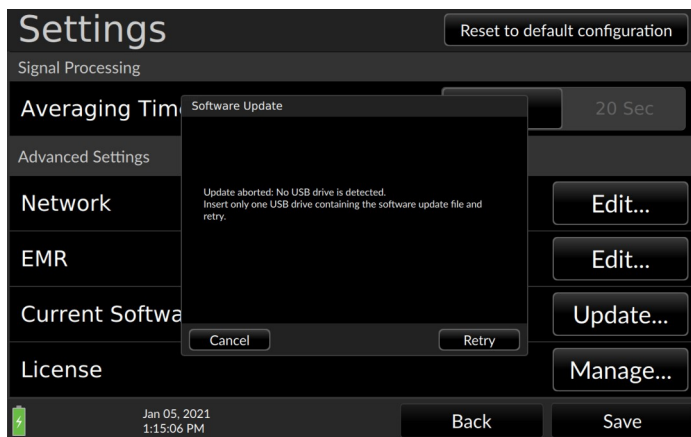 Settings
Reset to default configuration
Signal Processing
Averaging Tim
20 Sec
Software Update
Update aborted: No USB drive is detected.
Insert only one USB drive containing the software update file and
retry.
Cancel
Retry
Advanced Settings
Network
Edit...
EMR
Edit...
Current Softwa
Update...
License
Manage...
Jan 05, 2021
1:15:06 PM
Back
Save